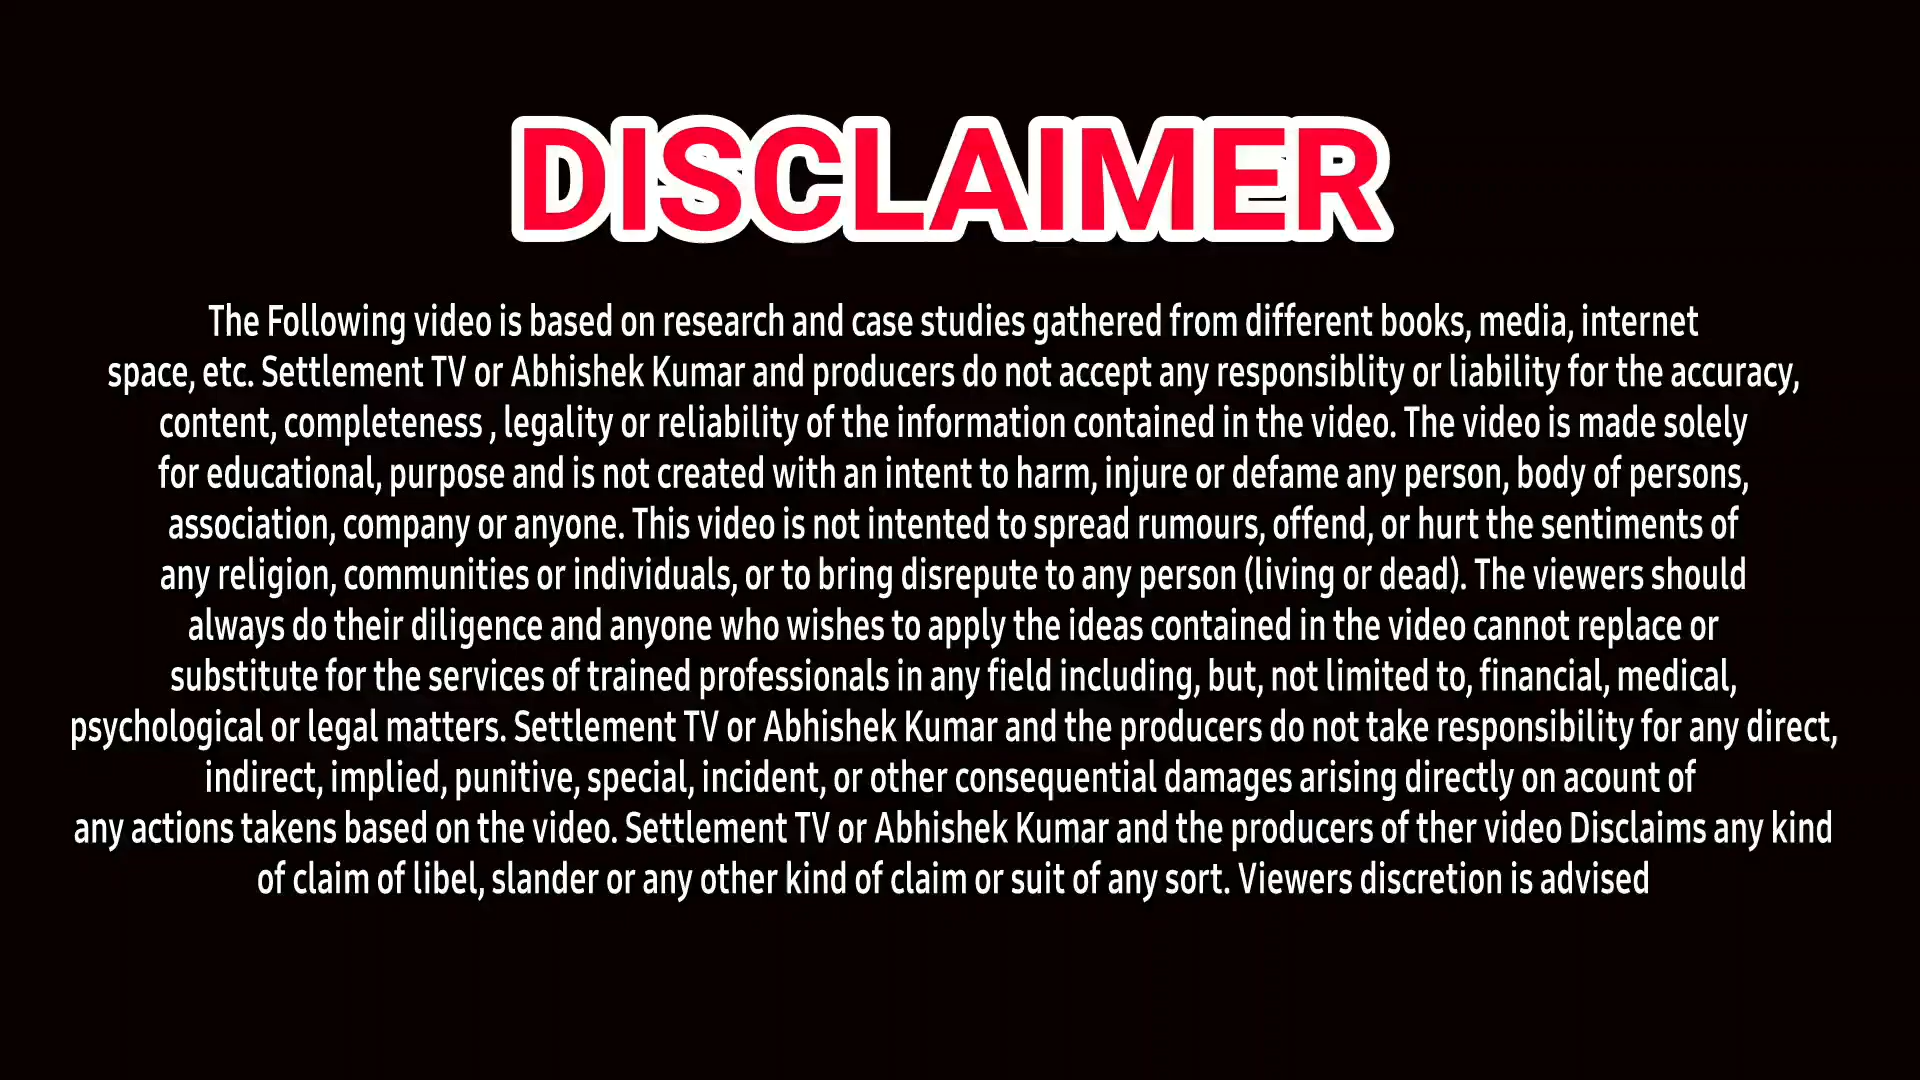 DISCLAIMER
The Following video is based on research and case studies gathered from different books, media, internet
space, etc. Settlement TV or Abhishek Kumar and producers do not accept any responsiblity or liability for the accuracy,
content, completeness , legality or reliability of the information contained in the video. The video is made solely
for educational, purpose and is not created with an intent to harm, injure or defame any person, body of persons,
association, company or anyone. This video is not intented to spread rumours, offend, or hurt the sentiments of
any religion, communities or individuals, or to bring disrepute to any person (living or dead). The viewers should
always do their diligence and anyone who wishes to apply the ideas contained in the video cannot replace or
substitute for the services of trained professionals in any field including, but, not limited to, financial, medical,
psychological or legal matters. Settlement TV or Abhishek Kumar and the producers do not take responsibility for any direct,
indirect, implied, punitive, special, incident, or other consequential damages arising directly on acount of
any actions takens based on the video. Settlement TV or Abhishek Kumar and the producers of ther video Disclaims any kind
of claim of libel, slander or any other kind of claim or suit of any sort. Viewers discretion is advised